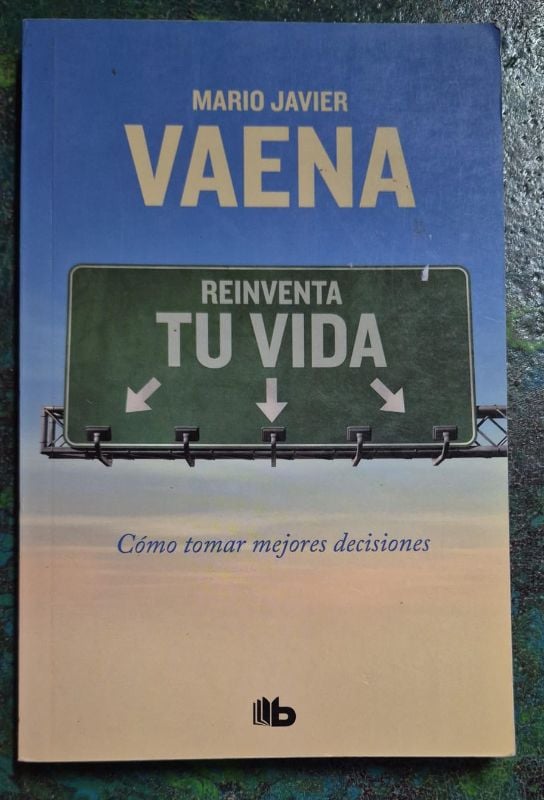 MARIO JAVIER
VAENA
REINVENTA
TU VIDA
Cómo tomar mejores decisiones
b